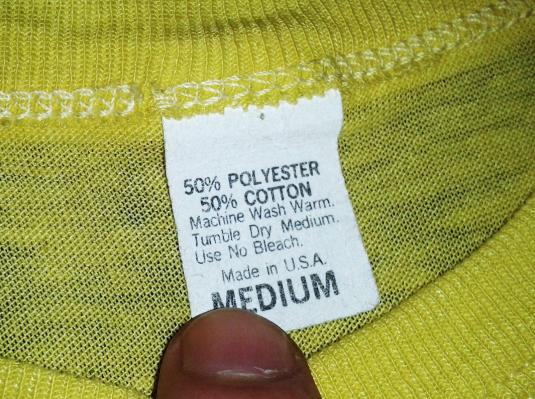 50% POLYESTER
50% COTTON
Machine Wash Warm.
Tumble Dry Medium.
Use No Bleach.
Made in U.S.A.
MEDIUM